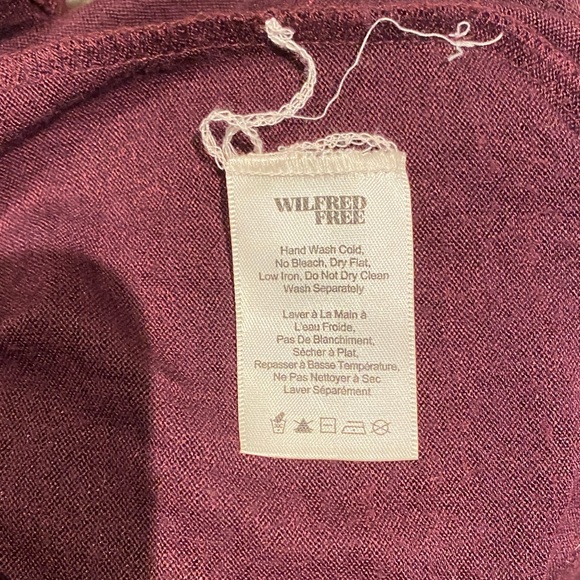 WILFRED
FREE
Hand Wash Cold,
No Bleach, Dry Flat,
Low Iron, Do Not Dry Clean
Wash Separately
Laver à La Main à
L'eau Froide,
Pas De Blanchiment,
Sécher à Plat,
Repasser à Basse Température,
Ne Pas Nettoyer à Sec
Laver Séparément